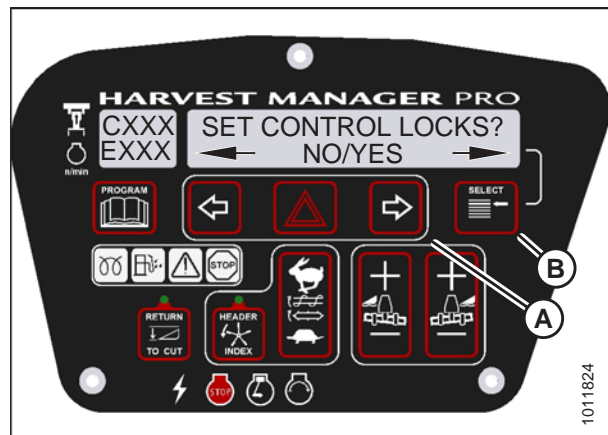 HARVEST MANAGER PRO
CXXX
EXXX
SET CONTROL LOCKS?
NO/YES
n/min
PROGRAM
SELECT
STOP
B
A
RETURN
TO CUT
HEADER
INDEX
STOP
1011824